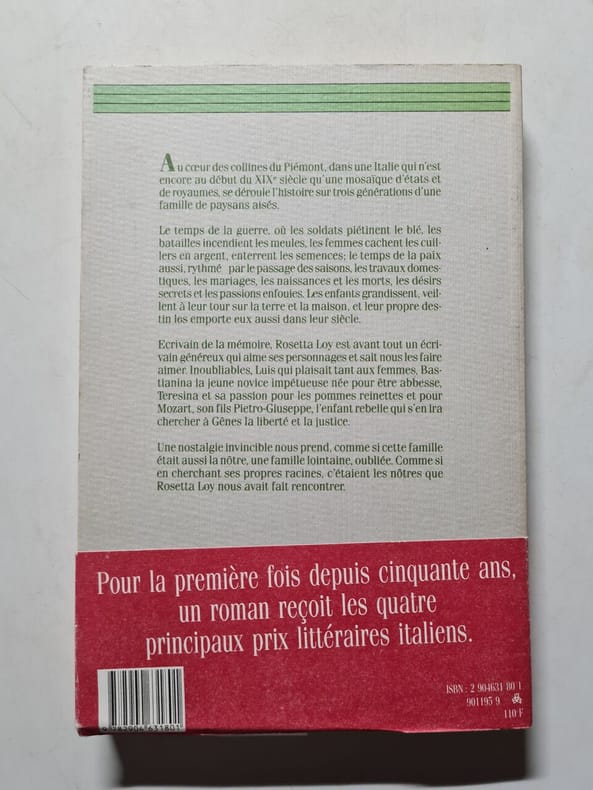 Au cœur des collines du Piémont, dans une Italie qui n'est
encore au début du XIXe siècle qu'une mosaïque d'états et
de royaumes, se déroule l'histoire sur trois générations d'une
famille de paysans aisés.
Le temps de la guerre, où les soldats piétinent le blé, les
batailles incendient les meules, les femmes cachent les cuil-
lers en argent, enterrent les semences; le temps de la paix
aussi, rythmé par le passage des saisons, les travaux domes-
tiques, les mariages, les naissances et les morts, les désirs
secrets et les passions enfouies. Les enfants grandissent, veil-
lent à leur tour sur la terre et la maison, et leur propre des-
tin los emporte eux aussi dans leur siècle.
Ecrivain de la mémoire, Rosetta Loy est avant tout un écri-
vain généreux qui aime ses personnages et sait nous les faire
aimer. Inoubliables, Luis qui plaisait tant aux femmes, Bas-
tianina la jeune novice impétueuse née pour être abbesse,
Teresina et sa passion pour les pommes reinettes et pour
Mozart, son fils Pietro-Giuseppe, l'enfant rebelle qui s'en ira
chercher à Gênes la liberté et la justice.
Une nostalgie invincible nous prend, comme si cette famille
était aussi la nôtre, une famille lointaine, oubliée. Comme si
en cherchant ses propres racines, c'étaient les nôtres que
Rosetta Loy nous avait fait rencontrer.
Pour la première fois depuis cinquante ans,
un roman reçoit les quatre
principaux prix littéraires italiens.
ISBN : 2 904631 80 1
901195 9
110 F
9 782904 631801